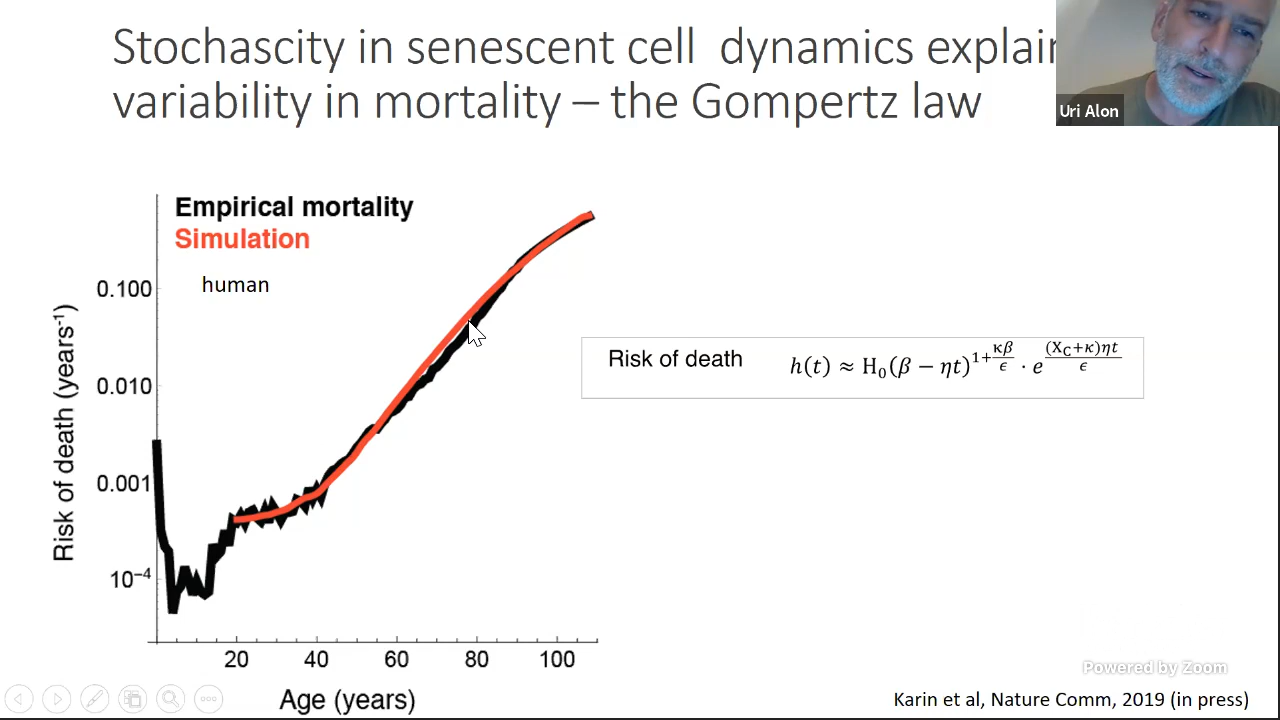 Stochascity in senescent cell  dynamics explain
variability in mortality – the Gompertz law
Uri Alon
Empirical mortality
Simulation
human
0.100
0.010
0.001
10⁻⁴
Risk of death (years⁻¹)
20 40 60 80 100
Age (years)
Risk of death h(t) ≈ H₀(β − ηt)^{1+κβ/ϵ} · e^{(X_C+κ)ηt/ϵ}
Powered by Zoom
Karin et al, Nature Comm, 2019 (in press)